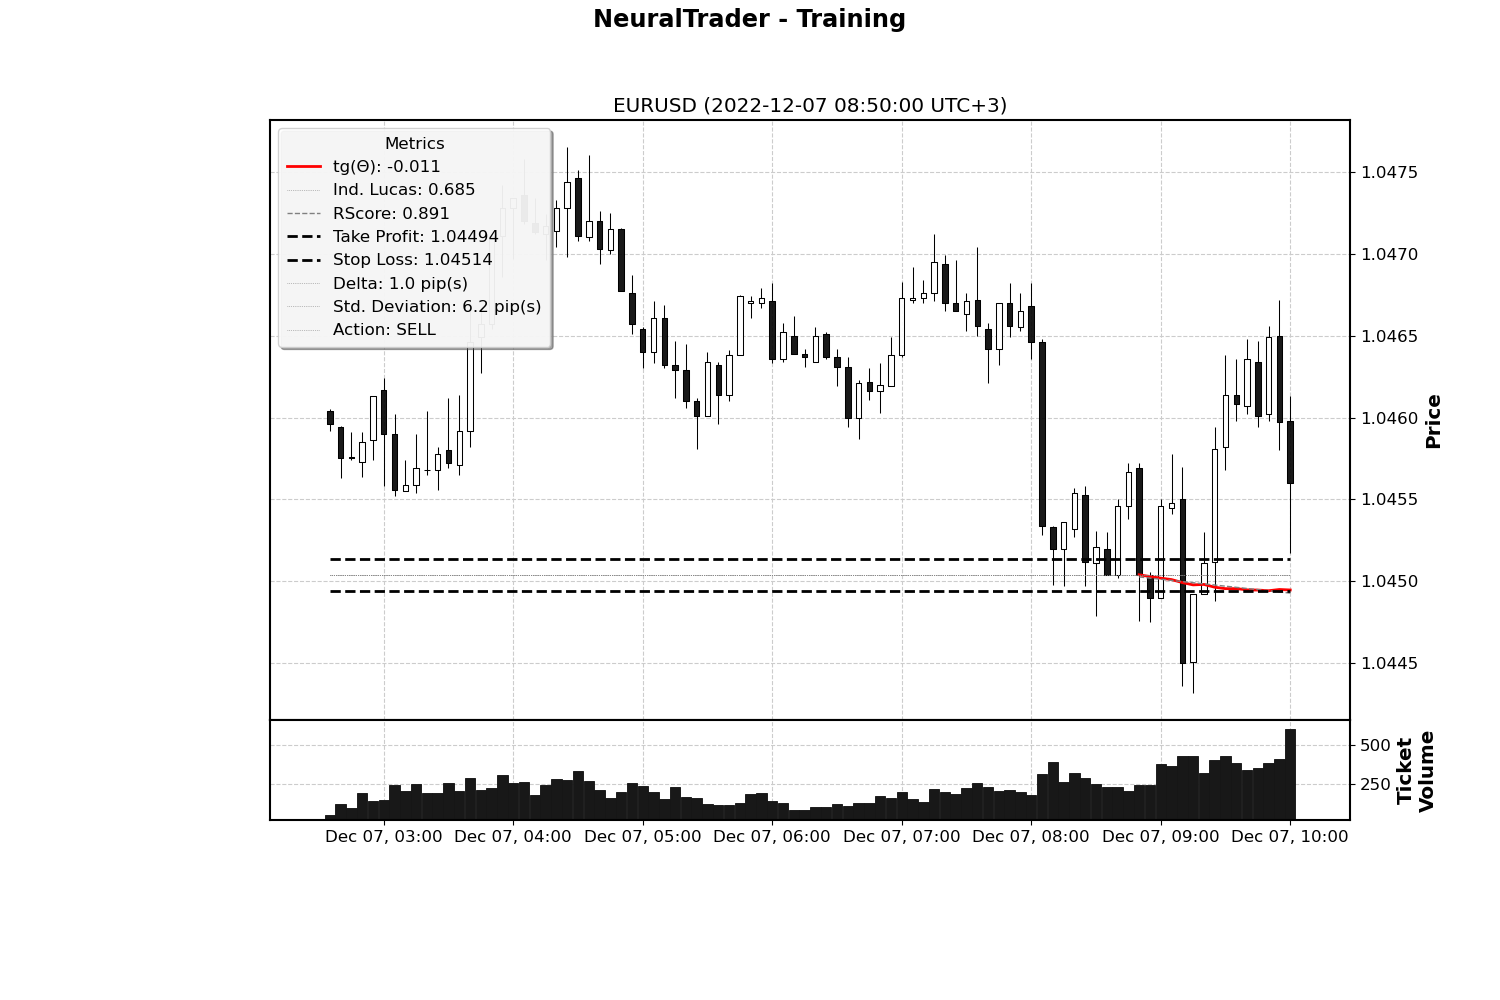 NeuralTrader - Training
EURUSD (2022-12-07 08:50:00 UTC+3)
Metrics
tg(Θ): -0.011
Ind. Lucas: 0.685
RScore: 0.891
Take Profit: 1.04494
Stop Loss: 1.04514
Delta: 1.0 pip(s)
Std. Deviation: 6.2 pip(s)
Action: SELL
1.0475
1.0470
1.0465
1.0460
1.0455
1.0450
1.0445
Price
500
250
Ticket
Volume
Dec 07, 03:00 Dec 07, 04:00 Dec 07, 05:00 Dec 07, 06:00 Dec 07, 07:00 Dec 07, 08:00 Dec 07, 09:00 Dec 07, 10:00